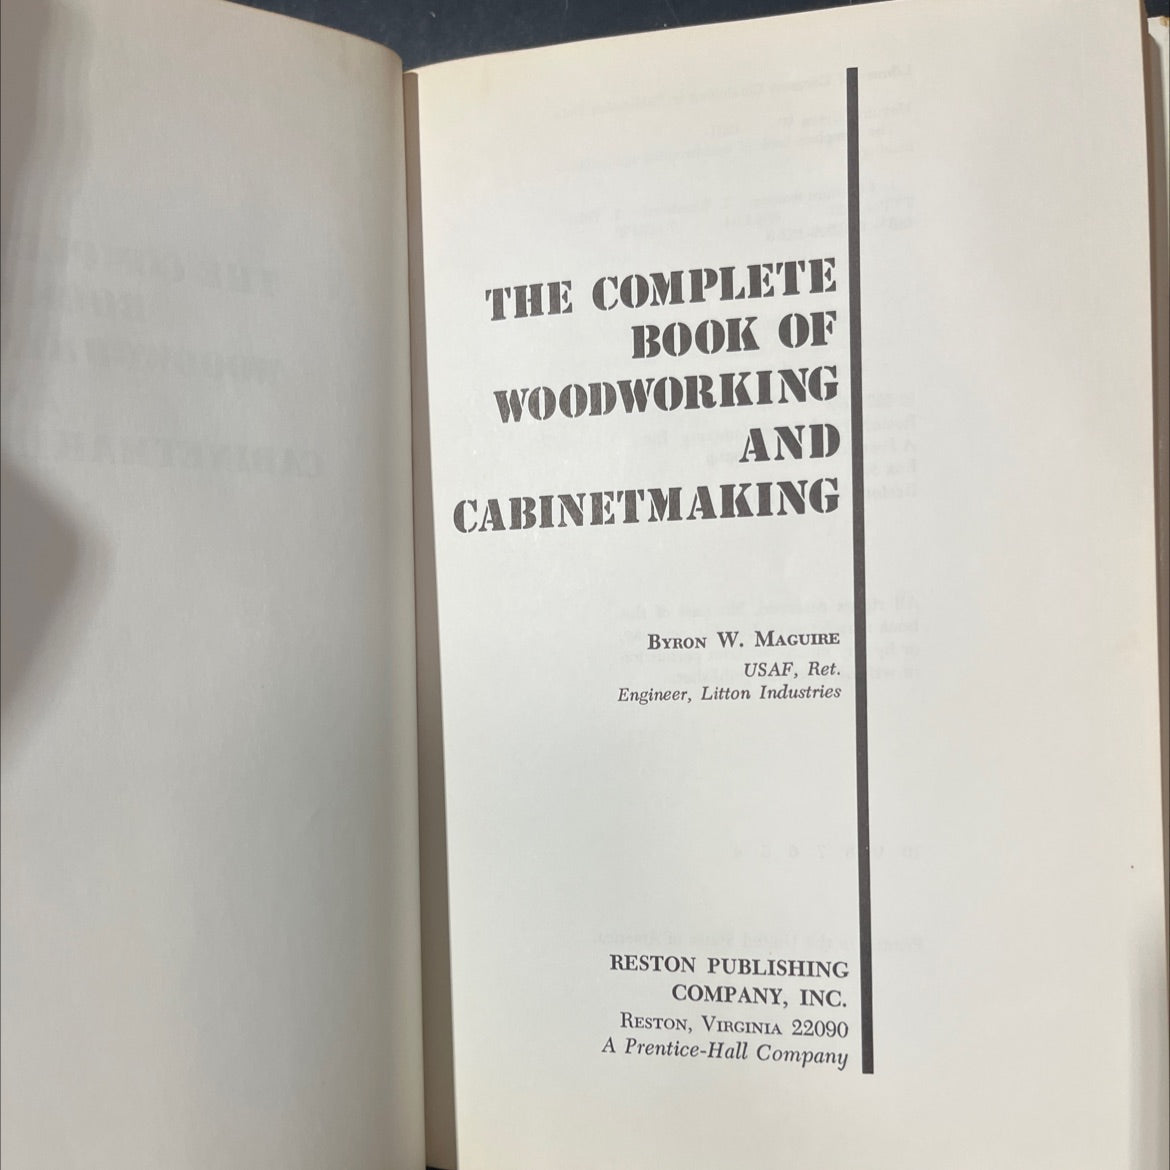 THE COMPLETE
BOOK OF
WOODWORKING
AND
CABINETMAKING
BYRON W. MAGUIRE
USAF, Ret.
Engineer, Litton Industries
RESTON PUBLISHING
COMPANY, INC.
RESTON, VIRGINIA 22090
A Prentice-Hall Company